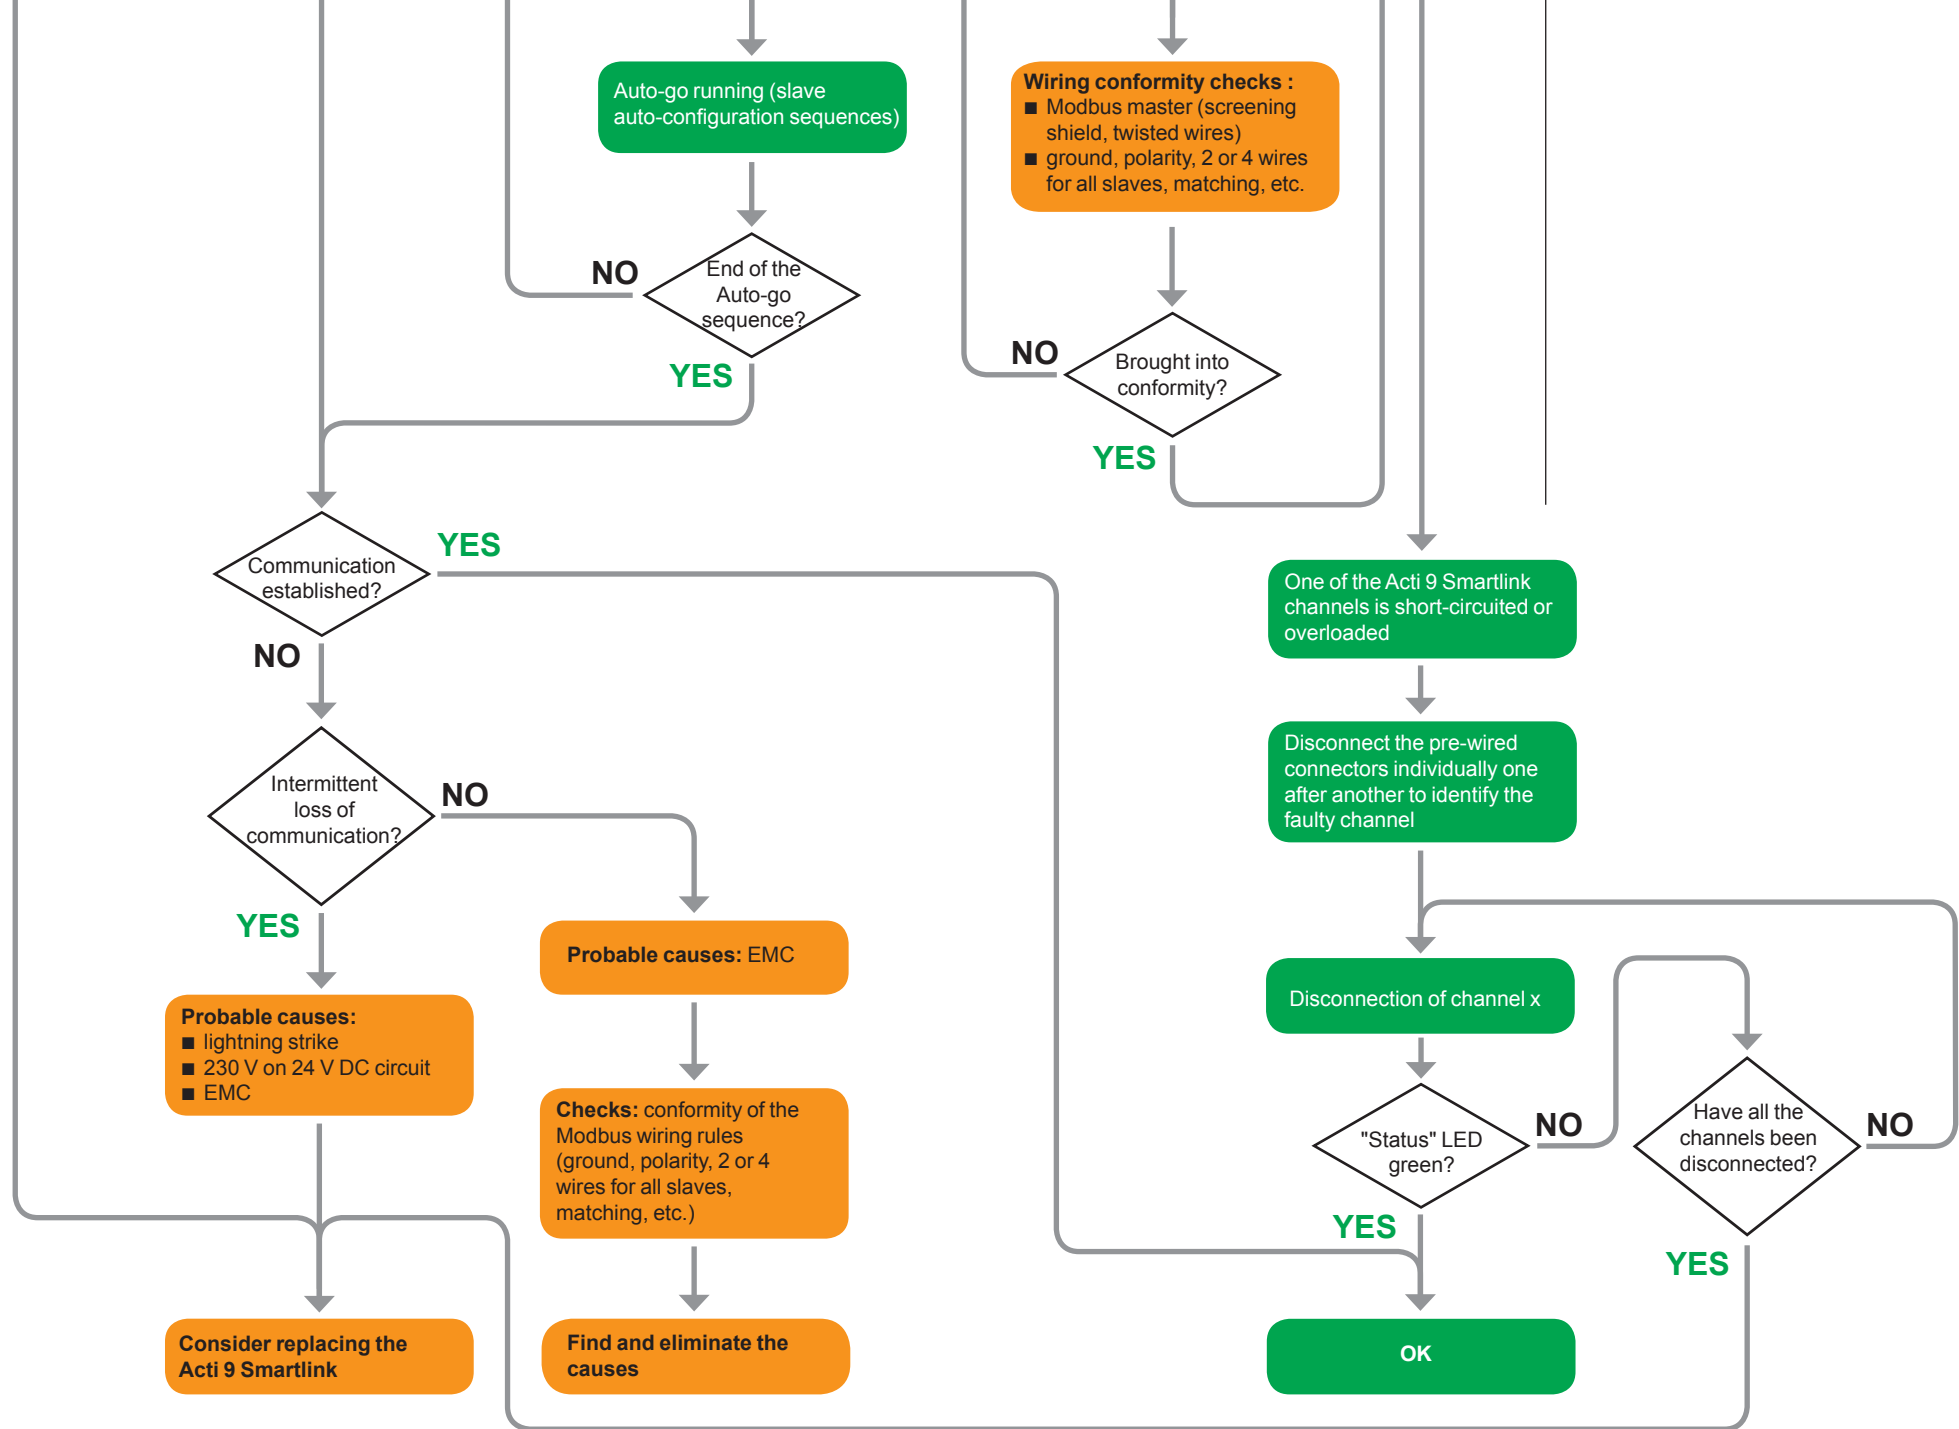 Auto-go running (slave
auto-configuration sequences)
Wiring conformity checks :
■ Modbus master (screening
shield, twisted wires)
■ ground, polarity, 2 or 4 wires
for all slaves, matching, etc.
NO
End of the
Auto-go
sequence?
YES
NO
Brought into
conformity?
YES
Communication
established?
YES
NO
One of the Acti 9 Smartlink
channels is short-circuited or
overloaded
Disconnect the pre-wired
connectors individually one
after another to identify the
faulty channel
Intermittent
loss of
communication?
NO
YES
Probable causes: EMC
Probable causes:
■ lightning strike
■ 230 V on 24 V DC circuit
■ EMC
Checks: conformity of the
Modbus wiring rules
(ground, polarity, 2 or 4
wires for all slaves,
matching, etc.)
Disconnection of channel x
"Status" LED
green?
NO
Have all the
channels been
disconnected?
NO
YES
YES
Consider replacing the
Acti 9 Smartlink
Find and eliminate the
causes
OK